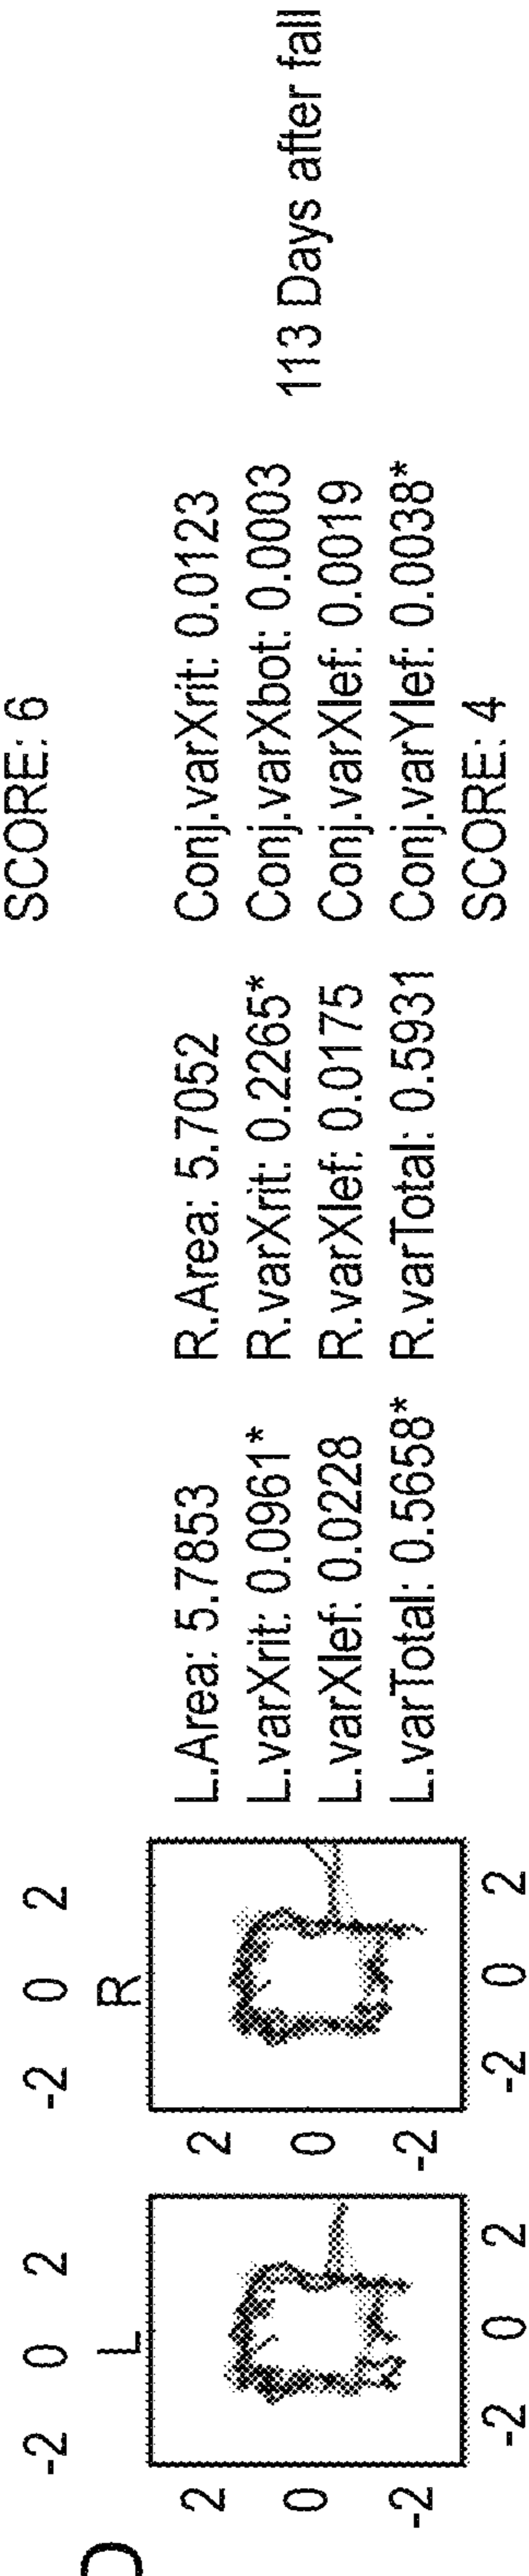 SCORE: 6
-2 0 2 -2 0 2
D
L R
2 0 -2
2 0 -2
L.Area: 5.7853 R.Area: 5.7052 Conj.varXrit: 0.0123
L.varXrit: 0.0961* R.varXrit: 0.2265* Conj.varXbot: 0.0003
L.varXlef: 0.0228 R.varXlef: 0.0175 Conj.varXlef: 0.0019
L.varTotal: 0.5658* R.varTotal: 0.5931 Conj.varYlef: 0.0038*
113 Days after fall
SCORE: 4
-2 0 2 -2 0 2